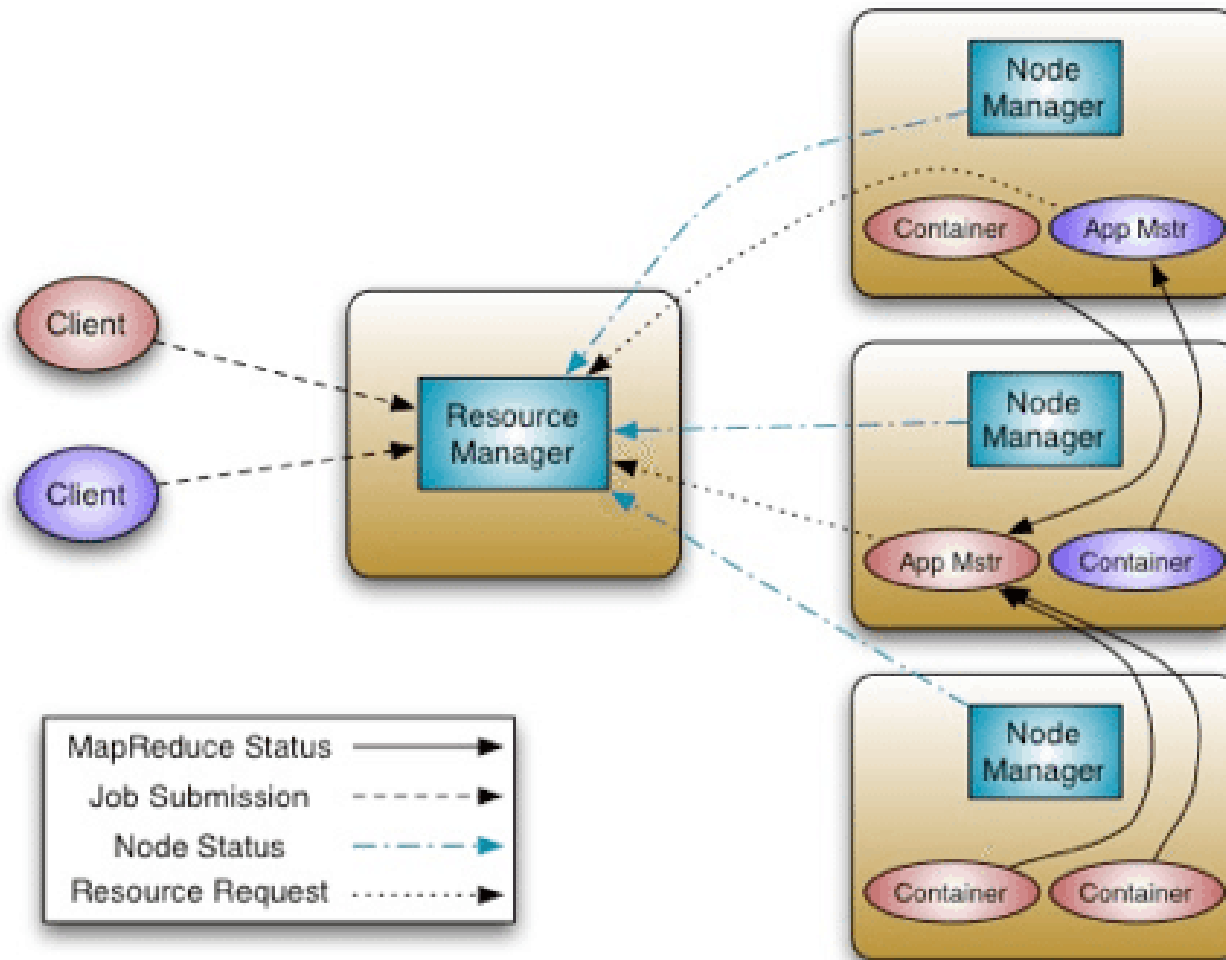 Node
Manager
Container
App Mstr
Client
Client
Resource
Manager
Node
Manager
App Mstr
Container
Node
Manager
Container
Container
MapReduce Status
Job Submission
Node Status
Resource Request